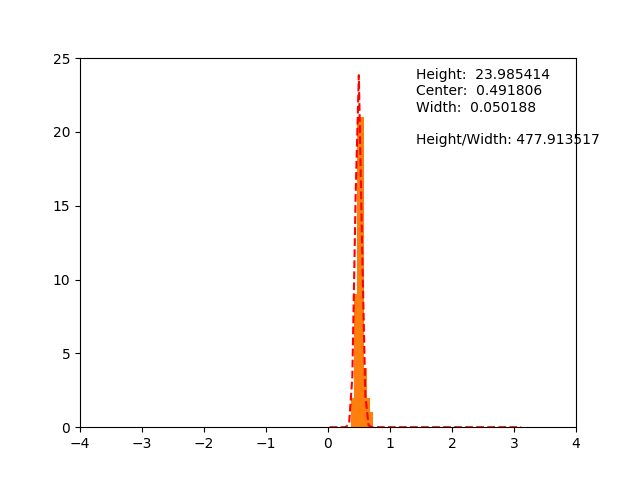 25
20
15
10
5
0
Height:  23.985414
Center:  0.491806
Width:  0.050188
Height/Width: 477.913517
−4 −3 −2 −1 0 1 2 3 4